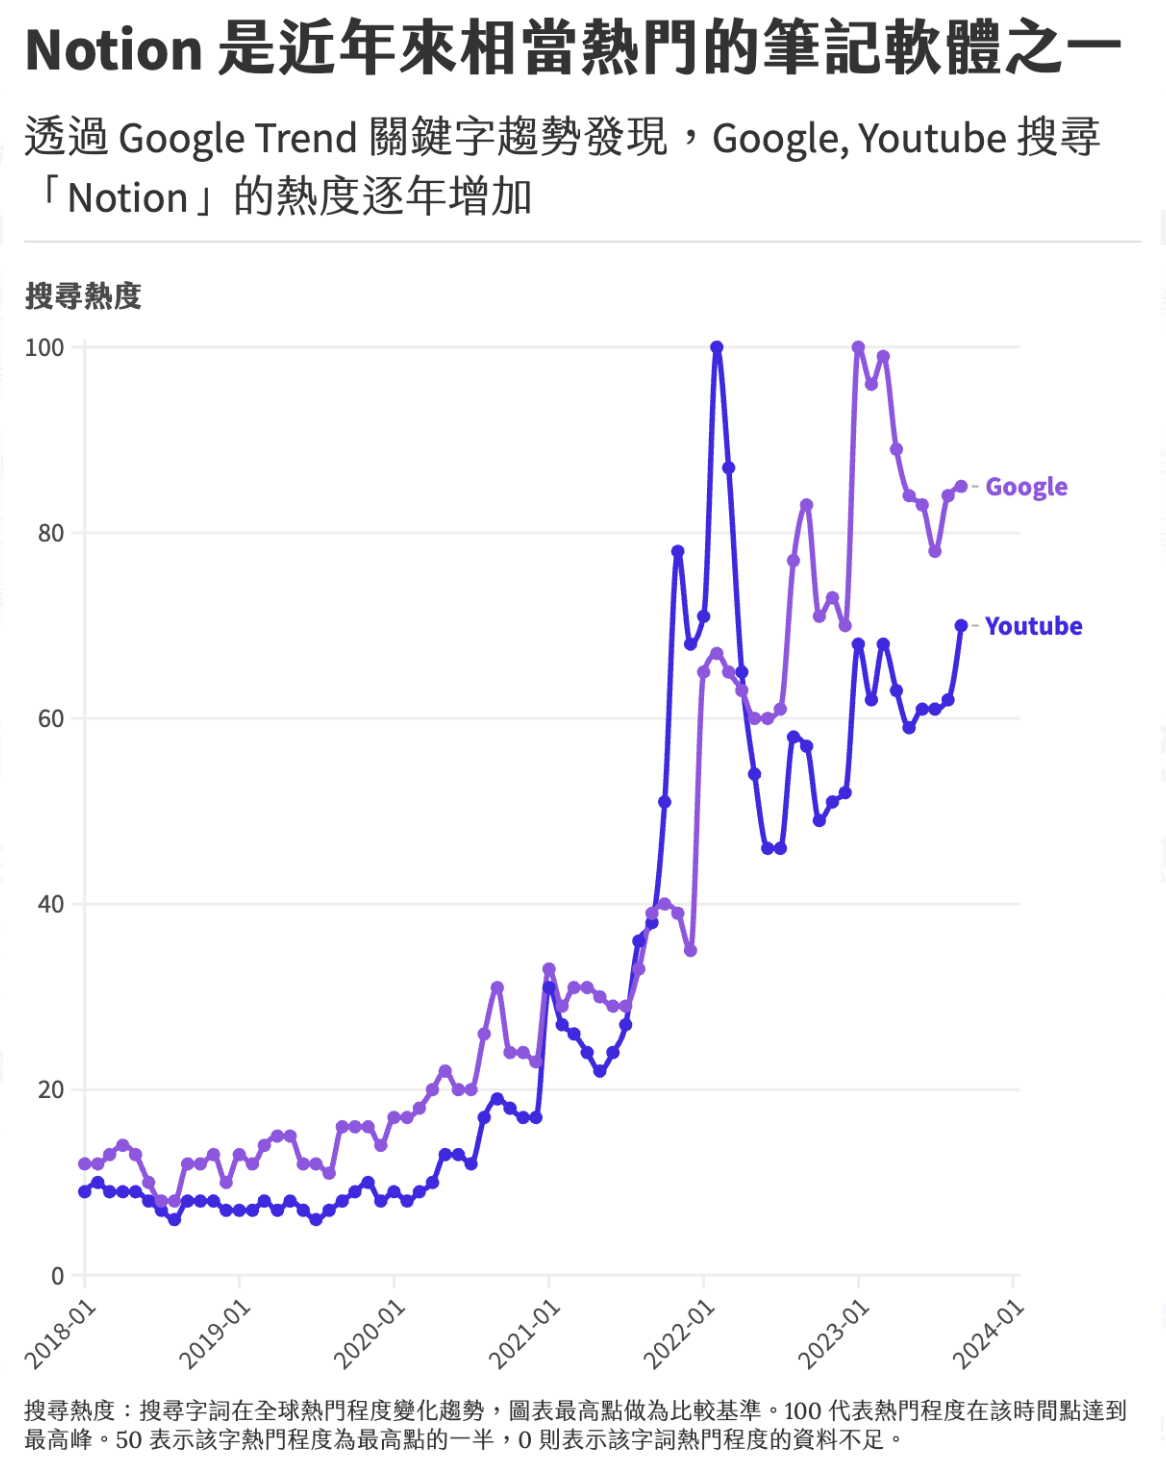 Notion 是近年來相當熱門的筆記軟體之一
透過 Google Trend 關鍵字趨勢發現，Google, Youtube 搜尋
「Notion」的熱度逐年增加
搜尋熱度
100
80
60
40
20
0
Google
Youtube
2018-01
2019-01
2020-01
2021-01
2022-01
2023-01
2024-01
搜尋熱度：搜尋字詞在全球熱門程度變化趨勢，圖表最高點做為比較基準。100 代表熱門程度在該時間點達到
最高峰。50 表示該字熱門程度為最高點的一半，0 則表示該字詞熱門程度的資料不足。